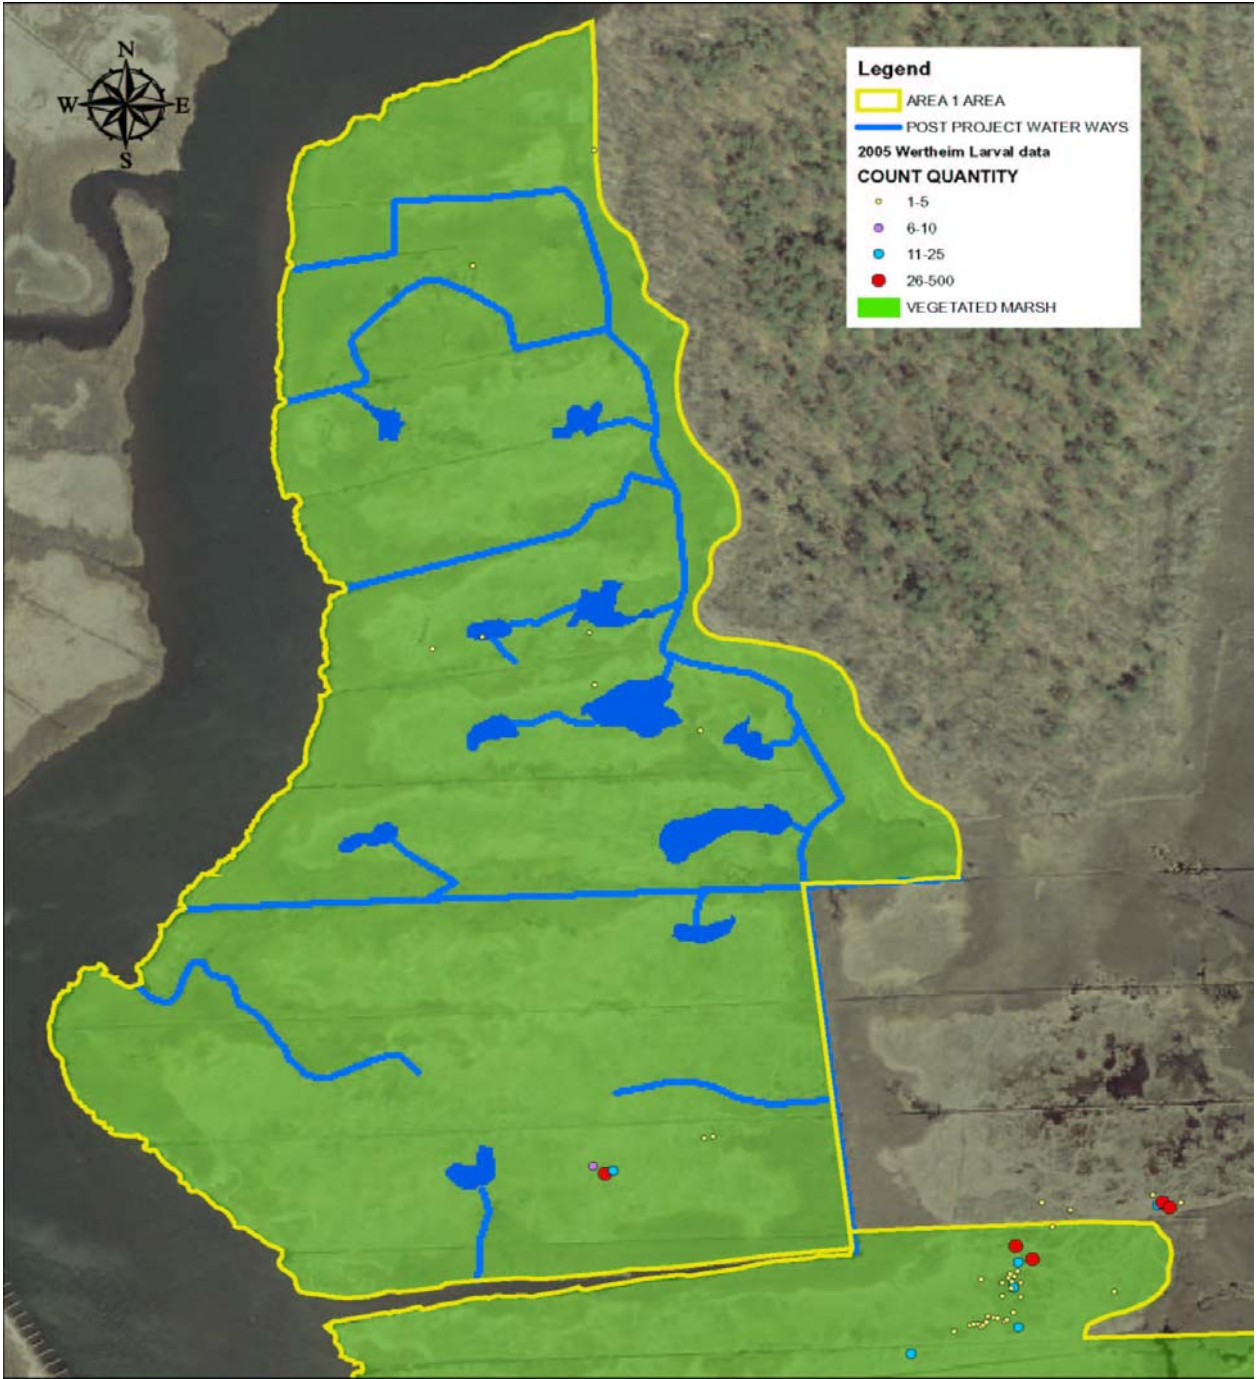 N
W E
S
Legend
AREA 1 AREA
POST PROJECT WATER WAYS
2005 Wertheim Larval data
COUNT QUANTITY
1-5
6-10
11-25
26-500
VEGETATED MARSH